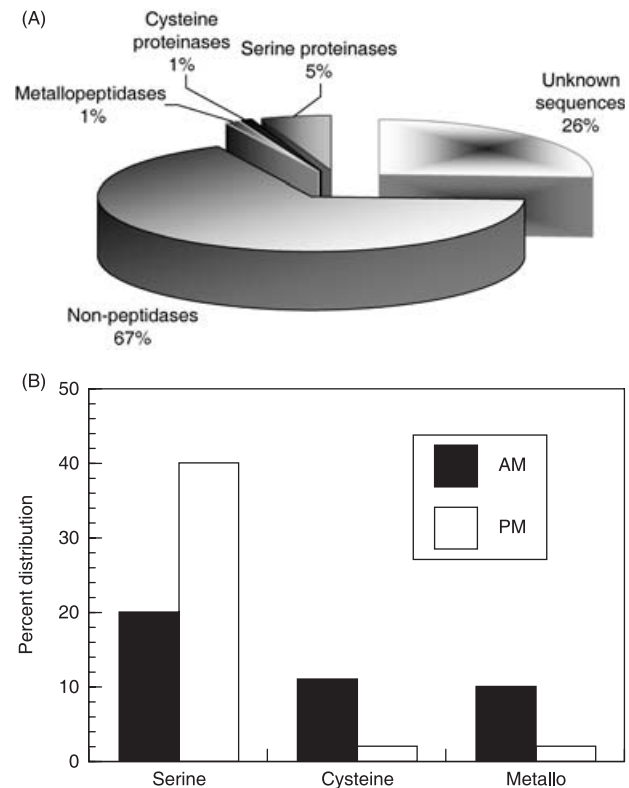 (A)
Cysteine
proteinases
1%
Serine proteinases
5%
Metallopeptidases
1%
Unknown
sequences
26%
Non-peptidases
67%
(B)
50
40
30
20
10
0
Percent distribution
AM
PM
Serine
Cysteine
Metallo